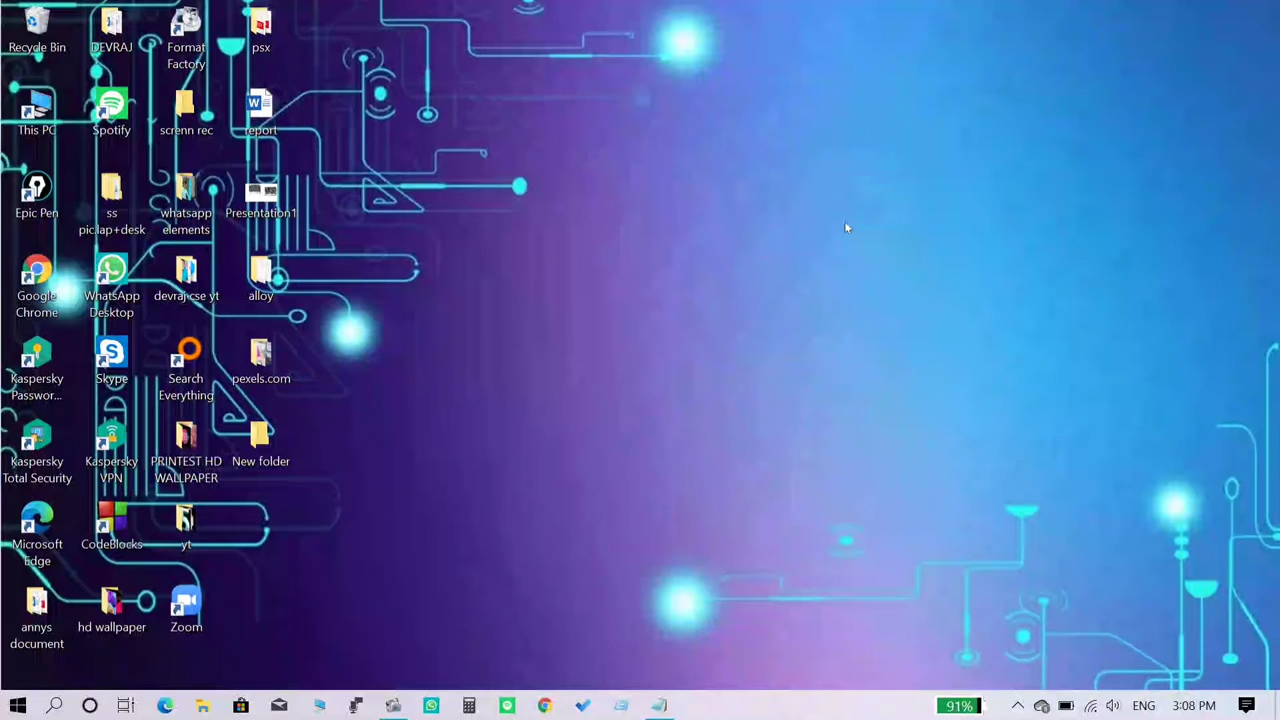 Recycle Bin
DEVRAJ
Format
Factory
psx
This PC
Spotify
screnn rec
report
Epic Pen
ss
pic.lap+desk
whatsapp
elements
Presentation1
Google
Chrome
WhatsApp
Desktop
devraj cse yt
alloy
Kaspersky
Passwor...
Skype
Search
Everything
pexels.com
Kaspersky
Total Security
Kaspersky
VPN
PRINTEST HD
WALLPAPER
New folder
Microsoft
Edge
CodeBlocks
yt
annys
document
hd wallpaper
Zoom
91%
ENG
3:08 PM